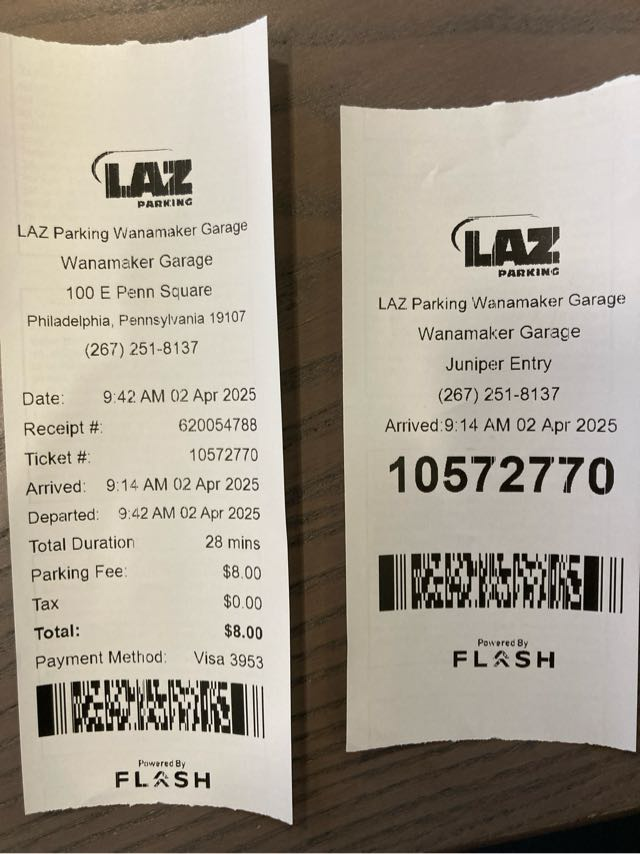 LAZ
PARKING
LAZ Parking Wanamaker Garage
Wanamaker Garage
100 E Penn Square
Philadelphia, Pennsylvania 19107
(267) 251-8137
Date: 9:42 AM 02 Apr 2025
Receipt #: 620054788
Ticket #: 10572770
Arrived: 9:14 AM 02 Apr 2025
Departed: 9:42 AM 02 Apr 2025
Total Duration 28 mins
Parking Fee: $8.00
Tax $0.00
Total: $8.00
Payment Method: Visa 3953
Powered By
FLASH
LAZ
PARKING
LAZ Parking Wanamaker Garage
Wanamaker Garage
Juniper Entry
(267) 251-8137
Arrived:9:14 AM 02 Apr 2025
10572770
Powered By
FLASH